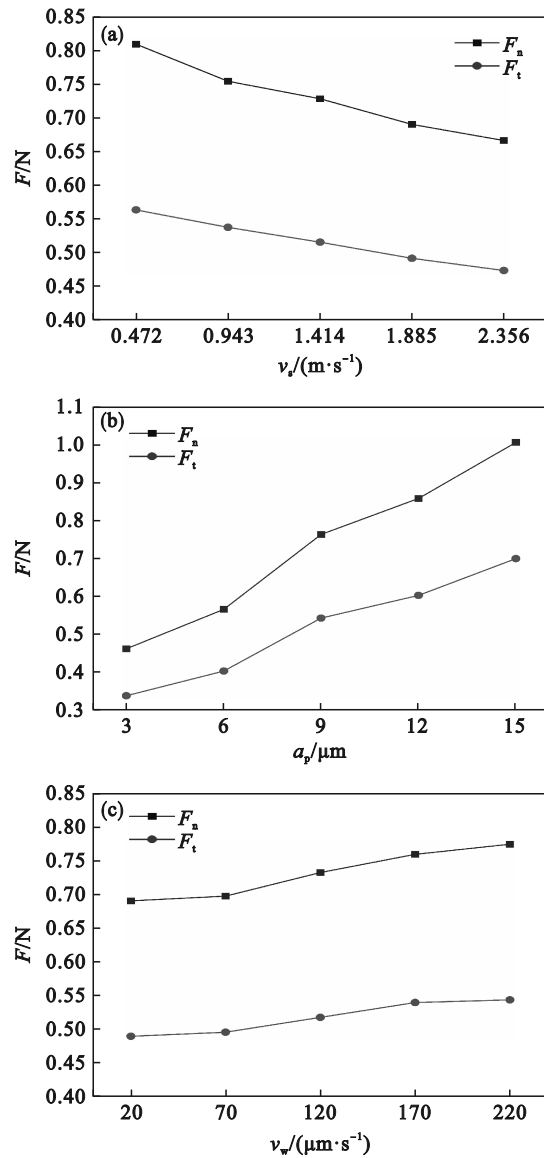 (a)
F_n
F_t
0.85
0.80
0.75
0.70
0.65
0.60
0.55
0.50
0.45
0.40
F/N
0.472 0.943 1.414 1.885 2.356
v_s/(m·s⁻¹)
(b)
F_n
F_t
1.1
1.0
0.9
0.8
0.7
0.6
0.5
0.4
0.3
F/N
3 6 9 12 15
a_p/μm
(c)
F_n
F_t
0.85
0.80
0.75
0.70
0.65
0.60
0.55
0.50
0.45
0.40
F/N
20 70 120 170 220
v_w/(μm·s⁻¹)